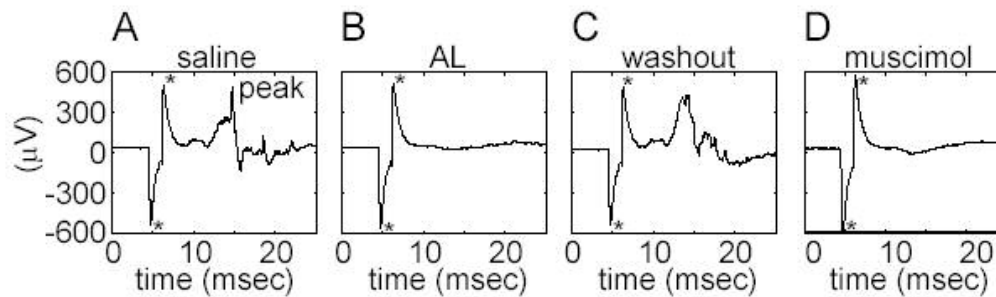 A
saline
B
AL
C
washout
D
muscimol
600
300
0
-300
-600
(μV)
*
peak
*
*
*
*
*
*
*
0 10 20
0 10 20
0 10 20
0 10 20
time (msec)
time (msec)
time (msec)
time (msec)